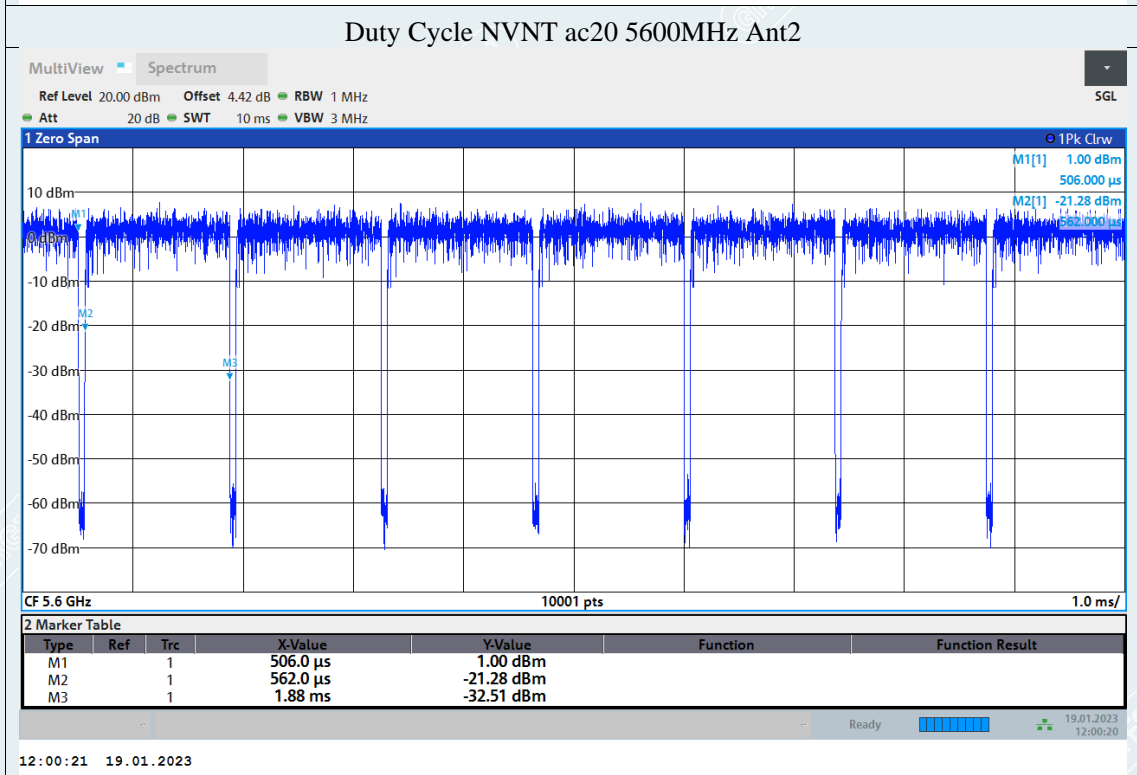 Duty Cycle NVNT ac20 5600MHz Ant2
MultiView Spectrum
Ref Level 20.00 dBm Offset 4.42 dB RBW 1 MHz SGL
Att 20 dB SWT 10 ms VBW 3 MHz
1 Zero Span 1Pk Clrw
M1[1] 1.00 dBm
506.000 µs
10 dBm
M2[1] -21.28 dBm
M1
562.000 µs
0 dBm
-10 dBm
M2
-20 dBm
M3
-30 dBm
-40 dBm
-50 dBm
-60 dBm
-70 dBm
CF 5.6 GHz 10001 pts 1.0 ms/
2 Marker Table
Type Ref Trc X-Value Y-Value Function Function Result
M1 1 506.0 µs 1.00 dBm
M2 1 562.0 µs -21.28 dBm
M3 1 1.88 ms -32.51 dBm
Ready 19.01.2023
12:00:20
12:00:21 19.01.2023